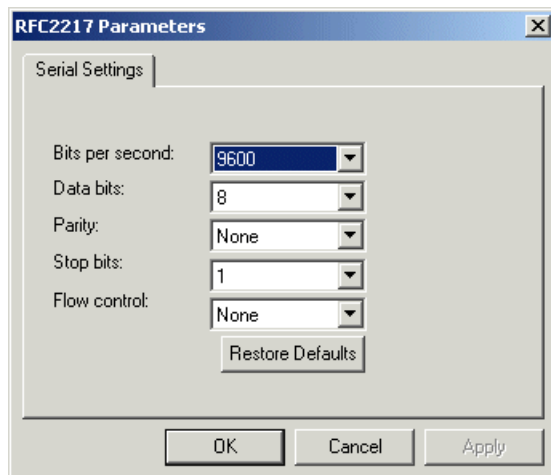 RFC2217 Parameters
Serial Settings
Bits per second: 9600
Data bits: 8
Parity: None
Stop bits: 1
Flow control: None
Restore Defaults
OK Cancel Apply